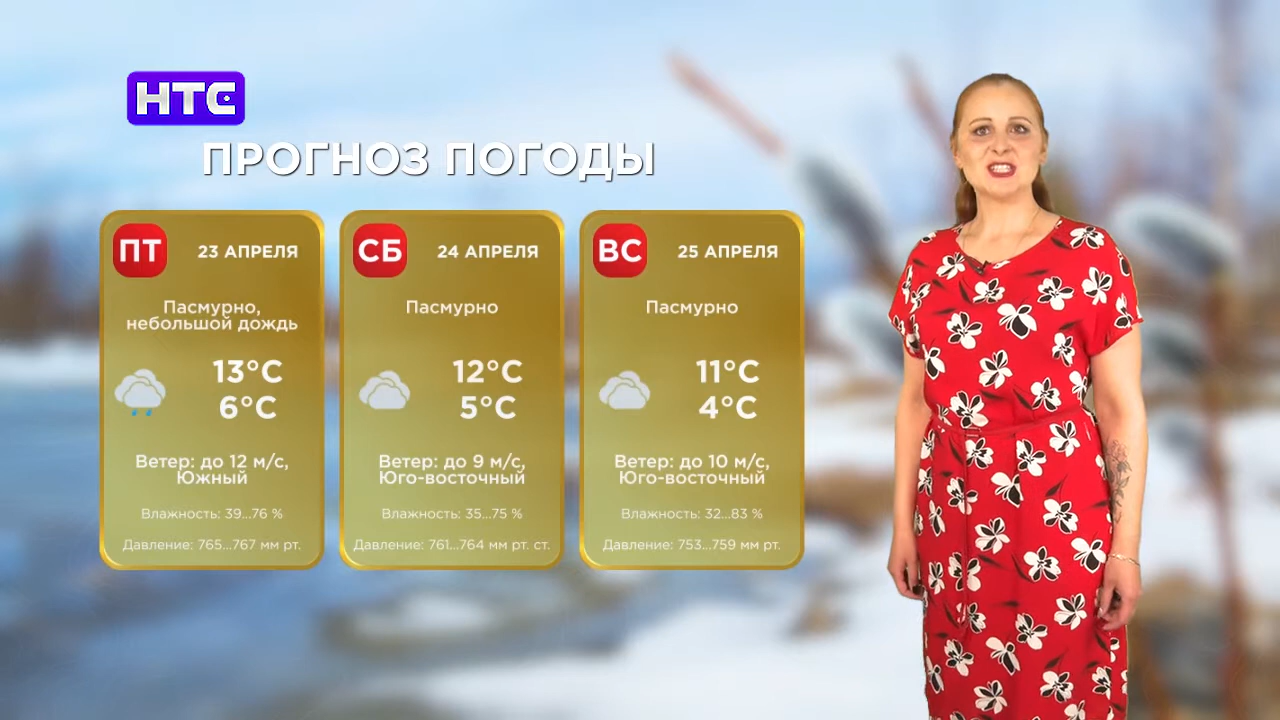 НТС
ПРОГНОЗ ПОГОДЫ
ПТ 23 АПРЕЛЯ
Пасмурно,
небольшой дождь
13°C
6°C
Ветер: до 12 м/с,
Южный
Влажность: 39...76 %
Давление: 765...767 мм рт.
СБ 24 АПРЕЛЯ
Пасмурно
12°C
5°C
Ветер: до 9 м/с,
Юго-восточный
Влажность: 35...75 %
Давление: 761...764 мм рт. ст.
ВС 25 АПРЕЛЯ
Пасмурно
11°C
4°C
Ветер: до 10 м/с,
Юго-восточный
Влажность: 32...83 %
Давление: 753...759 мм рт.